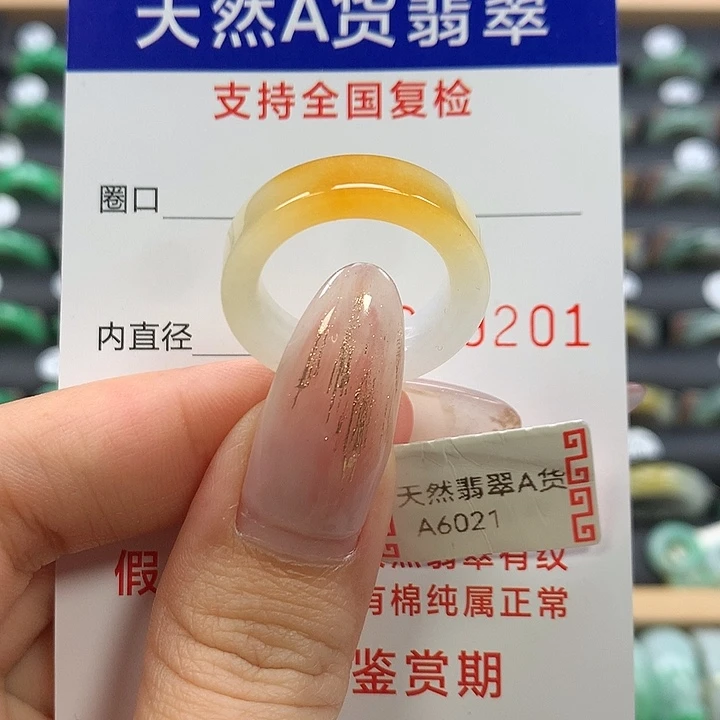 天然A货翡翠
支持全国复检
圈口
内直径
9201
天然翡翠A货
A6021
假
然翡翠有纹
有棉纯属正常
鉴赏期